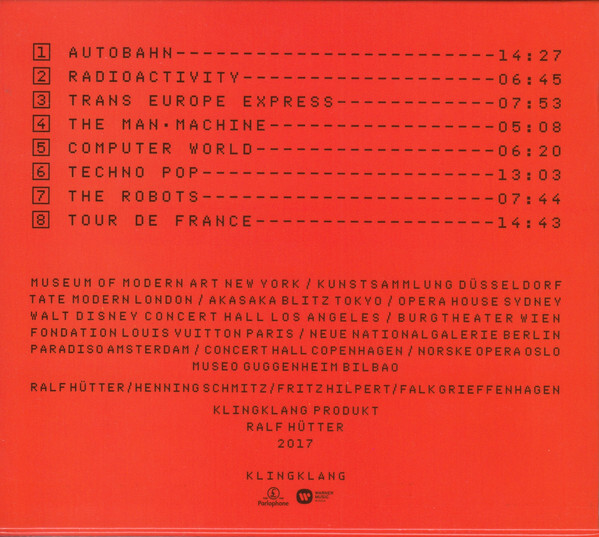 1 AUTOBAHN---------------------------14:27
2 RADIOACTIVITY----------------------06:45
3 TRANS EUROPE EXPRESS--------------07:53
4 THE MAN·MACHINE--------------------05:08
5 COMPUTER WORLD---------------------06:20
6 TECHNO POP-------------------------13:03
7 THE ROBOTS-------------------------07:44
8 TOUR DE FRANCE---------------------14:43
MUSEUM OF MODERN ART NEW YORK / KUNSTSAMMLUNG DÜSSELDORF
TATE MODERN LONDON / AKASAKA BLITZ TOKYO / OPERA HOUSE SYDNEY
WALT DISNEY CONCERT HALL LOS ANGELES / BURGTHEATER WIEN
FONDATION LOUIS VUITTON PARIS / NEUE NATIONALGALERIE BERLIN
PARADISO AMSTERDAM / CONCERT HALL COPENHAGEN / NORSKE OPERA OSLO
MUSEO GUGGENHEIM BILBAO
RALF HÜTTER/HENNING SCHMITZ/FRITZ HILPERT/FALK GRIEFFENHAGEN
KLINGKLANG PRODUKT
RALF HÜTTER
2017
KLINGKLANG
Parlophone WARNER MUSIC